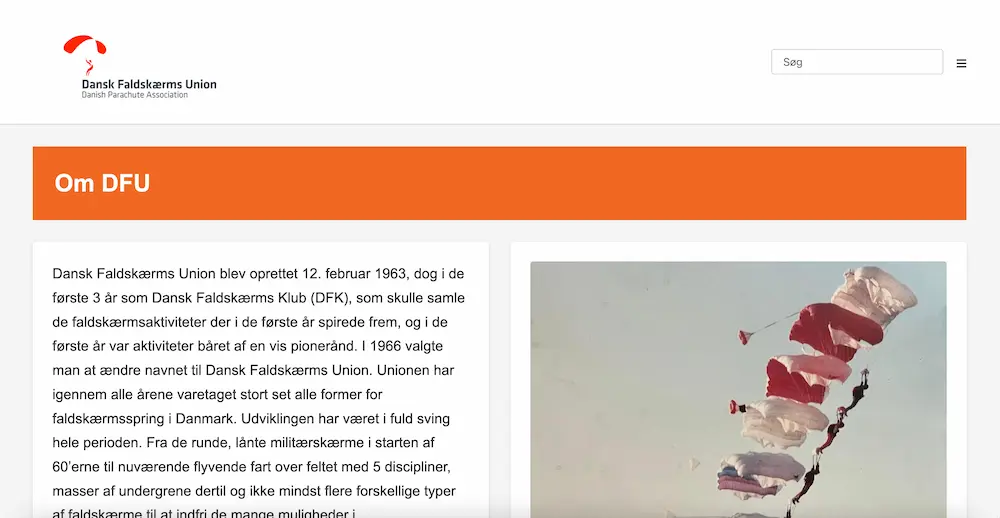 Dansk Faldskærms Union
Danish Parachute Association
Søg
Om DFU
Dansk Faldskærms Union blev oprettet 12. februar 1963, dog i de
første 3 år som Dansk Faldskærms Klub (DFK), som skulle samle
de faldskærmsaktiviteter der i de første år spirede frem, og i de
første år var aktiviteter båret af en vis pionerånd. I 1966 valgte
man at ændre navnet til Dansk Faldskærms Union. Unionen har
igennem alle årene varetaget stort set alle former for
faldskærmsspring i Danmark. Udviklingen har været i fuld sving
hele perioden. Fra de runde, lånte militærskærme i starten af
60’erne til nuværende flyvende fart over feltet med 5 discipliner,
masser af undergrene dertil og ikke mindst flere forskellige typer
af faldskærme til at indfri de mange muligheder i